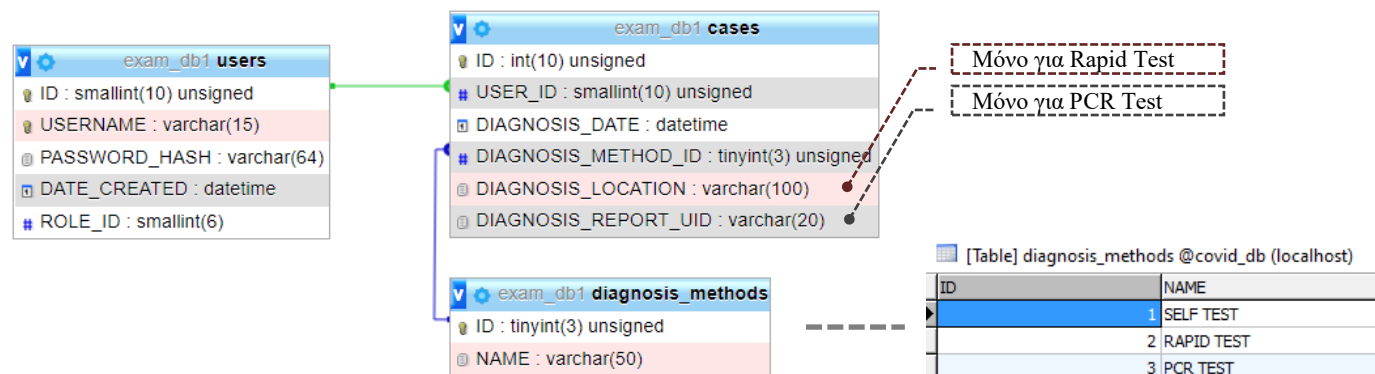 exam_db1 users
ID : smallint(10) unsigned
USERNAME : varchar(15)
PASSWORD_HASH : varchar(64)
DATE_CREATED : datetime
ROLE_ID : smallint(6)
exam_db1 cases
ID : int(10) unsigned
USER_ID : smallint(10) unsigned
DIAGNOSIS_DATE : datetime
DIAGNOSIS_METHOD_ID : tinyint(3) unsigned
DIAGNOSIS_LOCATION : varchar(100)
DIAGNOSIS_REPORT_UID : varchar(20)
Μόνο για Rapid Test
Μόνο για PCR Test
exam_db1 diagnosis_methods
ID : tinyint(3) unsigned
NAME : varchar(50)
[Table] diagnosis_methods @covid_db (localhost)
ID NAME
1 SELF TEST
2 RAPID TEST
3 PCR TEST